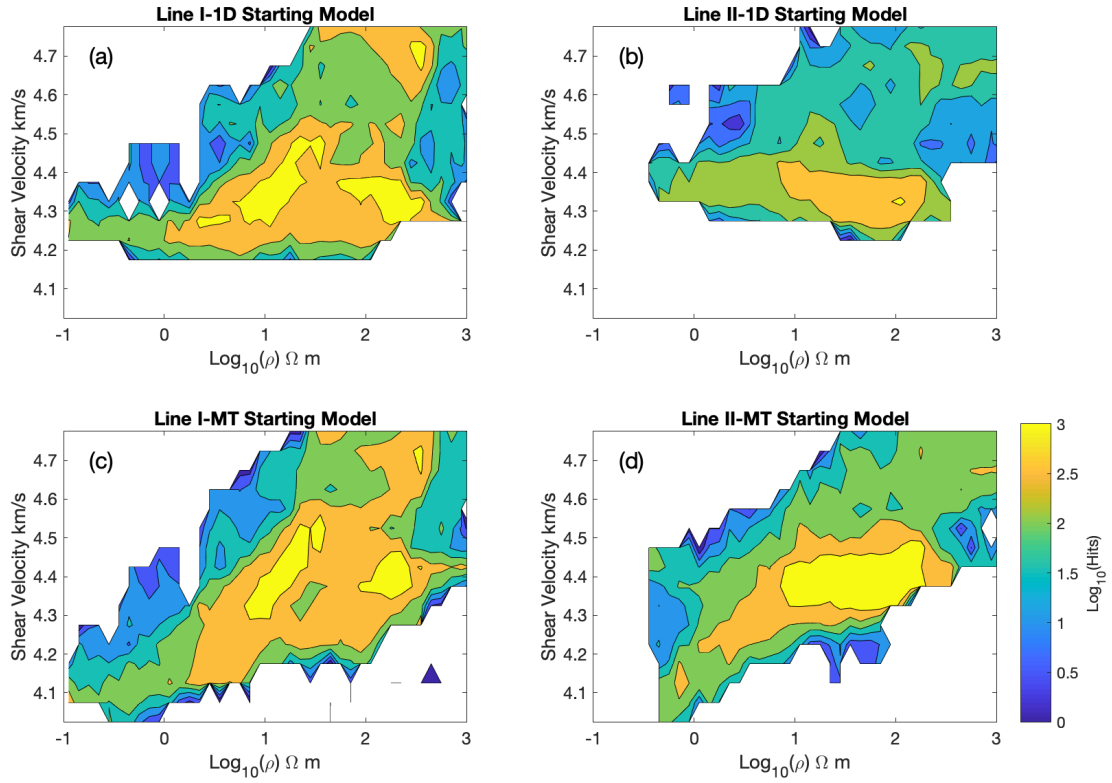 Line I-1D Starting Model
(a)
Shear Velocity km/s
4.7
4.6
4.5
4.4
4.3
4.2
4.1
-1 0 1 2 3
Log10(ρ) Ω m
Line II-1D Starting Model
(b)
Shear Velocity km/s
4.7
4.6
4.5
4.4
4.3
4.2
4.1
-1 0 1 2 3
Log10(ρ) Ω m
Line I-MT Starting Model
(c)
Shear Velocity km/s
4.7
4.6
4.5
4.4
4.3
4.2
4.1
-1 0 1 2 3
Log10(ρ) Ω m
Line II-MT Starting Model
(d)
Shear Velocity km/s
4.7
4.6
4.5
4.4
4.3
4.2
4.1
-1 0 1 2 3
Log10(ρ) Ω m
3
2.5
2
1.5
1
0.5
0
Log10(Hits)